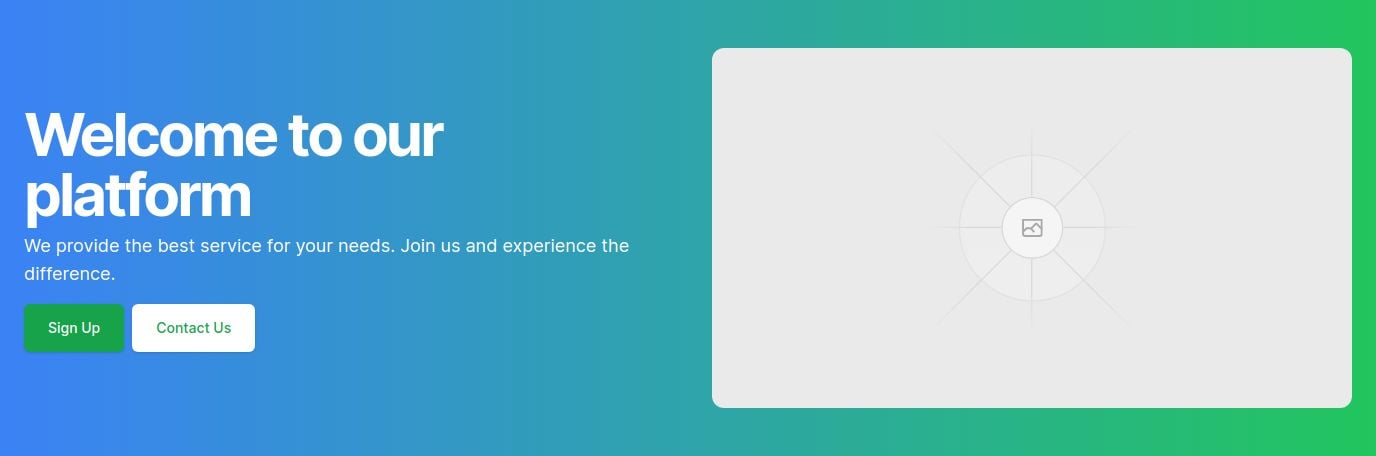 Welcome to our
platform
We provide the best service for your needs. Join us and experience the
difference.
Sign Up
Contact Us